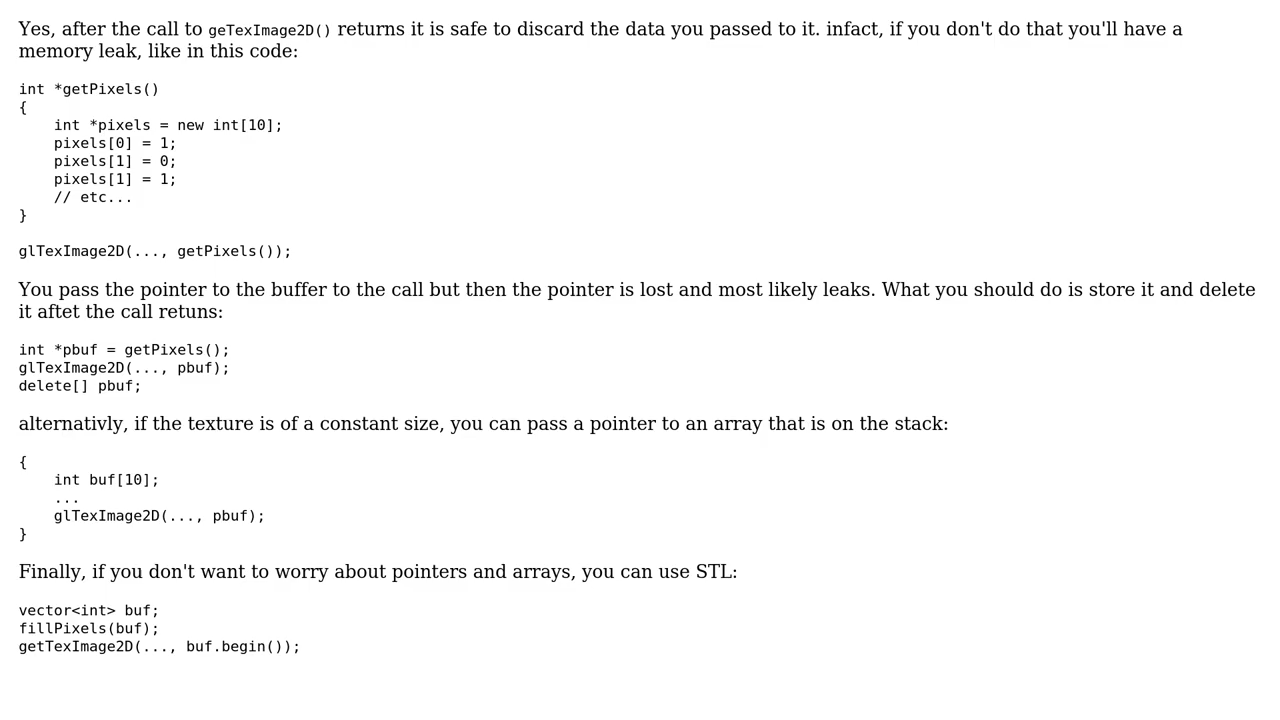 Yes, after the call to geTexImage2D() returns it is safe to discard the data you passed to it. infact, if you don't do that you'll have a
memory leak, like in this code:
int *getPixels()
{
    int *pixels = new int[10];
    pixels[0] = 1;
    pixels[1] = 0;
    pixels[1] = 1;
    // etc...
}
glTexImage2D(..., getPixels());
You pass the pointer to the buffer to the call but then the pointer is lost and most likely leaks. What you should do is store it and delete
it aftet the call retuns:
int *pbuf = getPixels();
glTexImage2D(..., pbuf);
delete[] pbuf;
alternativly, if the texture is of a constant size, you can pass a pointer to an array that is on the stack:
{
    int buf[10];
    ...
    glTexImage2D(..., pbuf);
}
Finally, if you don't want to worry about pointers and arrays, you can use STL:
vector<int> buf;
fillPixels(buf);
getTexImage2D(..., buf.begin());